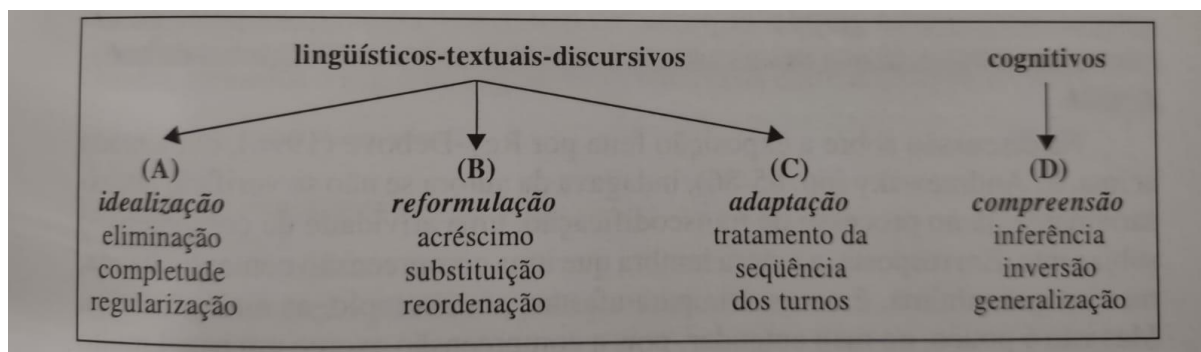 lingüísticos-textuais-discursivos cognitivos
(A) (B) (C) (D)
idealização reformulação adaptação compreensão
eliminação acréscimo tratamento da inferência
completude substituição seqüência inversão
regularização reordenação dos turnos generalização